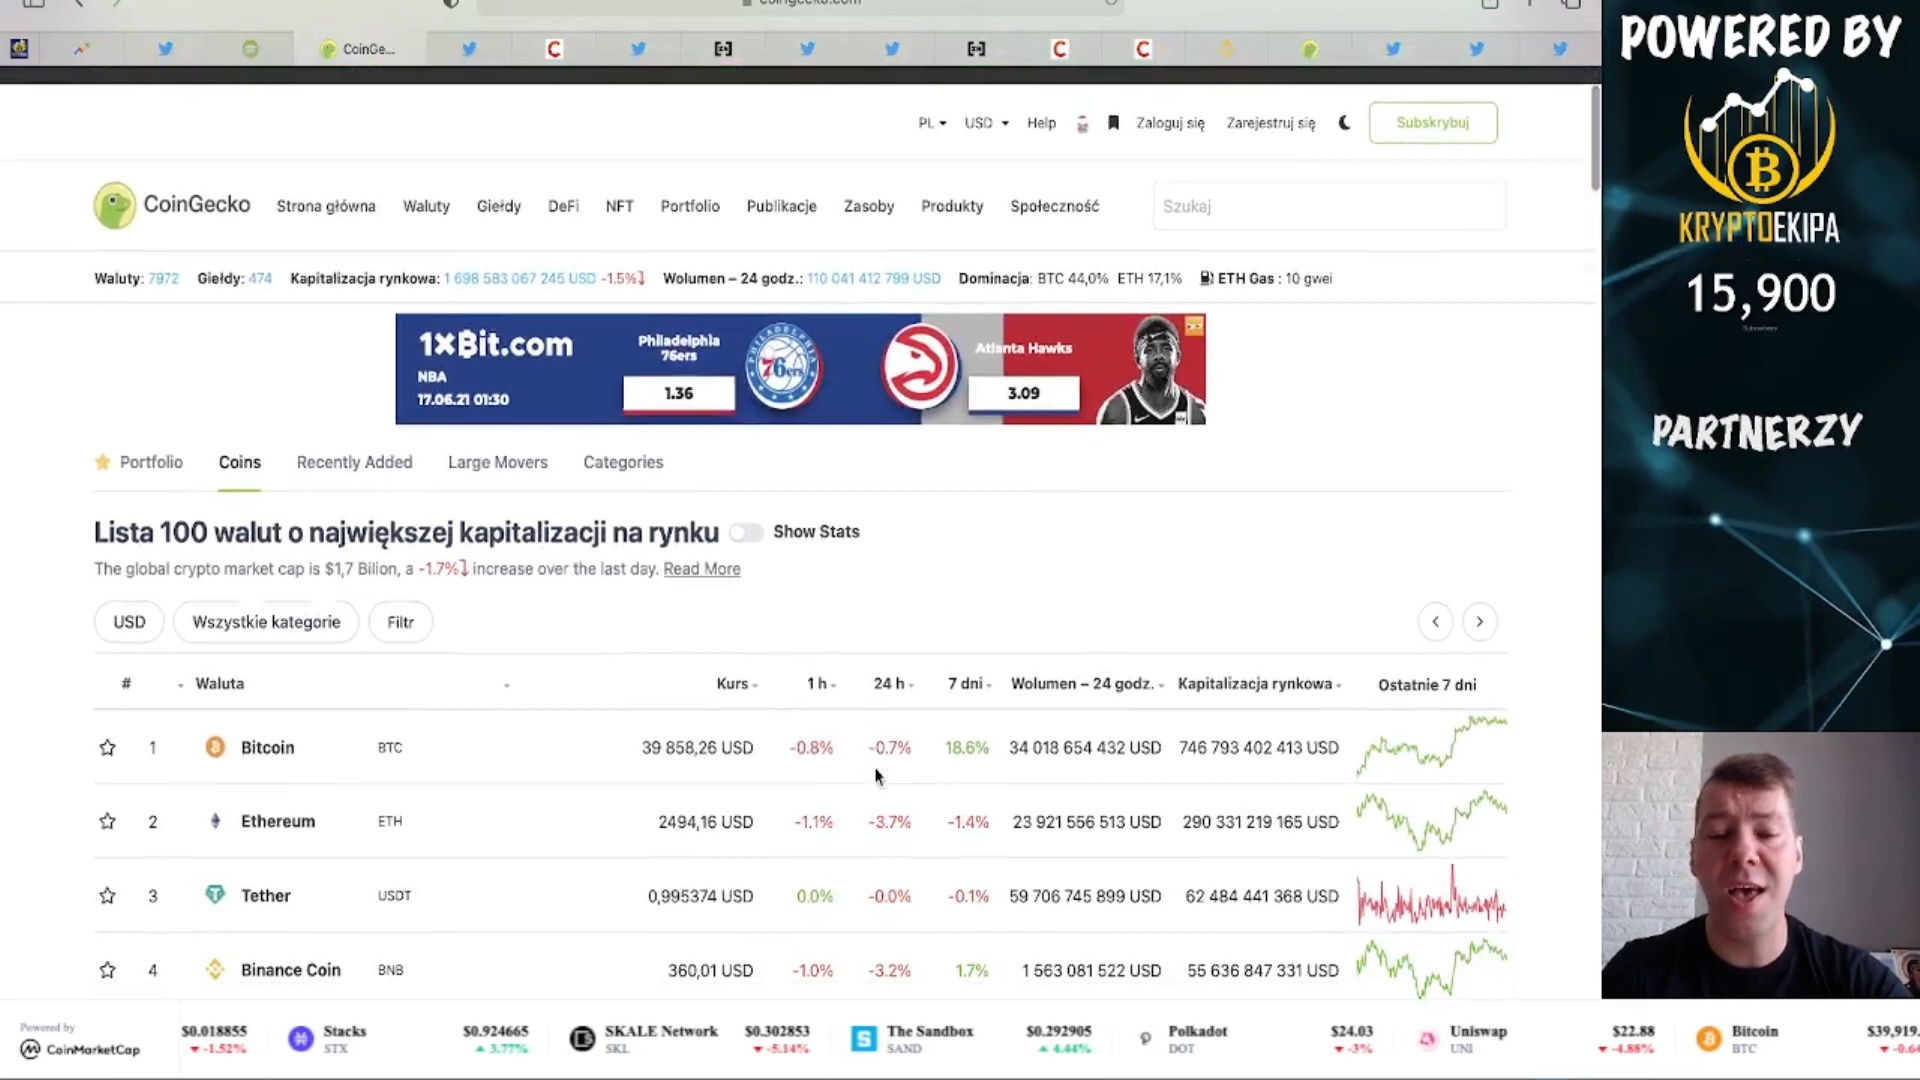 coingecko.com
CoinGe...
PL
USD
Help
Zaloguj się
Zarejestruj się
Subskrybuj
CoinGecko
Strona główna
Waluty
Giełdy
DeFi
NFT
Portfolio
Publikacje
Zasoby
Produkty
Społeczność
Szukaj
Waluty: 7972 Giełdy: 474 Kapitalizacja rynkowa: 1 698 583 067 245 USD -1.5% Wolumen – 24 godz.: 110 041 412 799 USD Dominacja: BTC 44,0% ETH 17,1% ETH Gas : 10 gwei
1XBit.com
NBA
17.06.21 01:30
Philadelphia
76ers
1.36
Atlanta Hawks
3.09
Portfolio
Coins
Recently Added
Large Movers
Categories
Lista 100 walut o największej kapitalizacji na rynku
Show Stats
The global crypto market cap is $1,7 Bilion, a -1.7% increase over the last day. Read More
USD
Wszystkie kategorie
Filtr
# Waluta Kurs 1 h 24 h 7 dni Wolumen – 24 godz. Kapitalizacja rynkowa Ostatnie 7 dni
1 Bitcoin BTC 39 858,26 USD -0.8% -0.7% 18.6% 34 018 654 432 USD 746 793 402 413 USD
2 Ethereum ETH 2494,16 USD -1.1% -3.7% -1.4% 23 921 556 513 USD 290 331 219 165 USD
3 Tether USDT 0,995374 USD 0.0% -0.0% -0.1% 59 706 745 899 USD 62 484 441 368 USD
4 Binance Coin BNB 360,01 USD -1.0% -3.2% 1.7% 1 563 081 522 USD 55 636 847 331 USD
POWERED BY
KRYPTOEKIPA
15,900
Subscribers
PARTNERZY
Powered by
CoinMarketCap
$0.018855
-1.52%
Stacks
STX
$0.924665
3.77%
SKALE Network
SKL
$0.302853
-5.14%
The Sandbox
SAND
$0.292905
4.44%
Polkadot
DOT
$24.03
-3%
Uniswap
UNI
$22.88
-4.88%
Bitcoin
BTC
$39,919.
-0.64